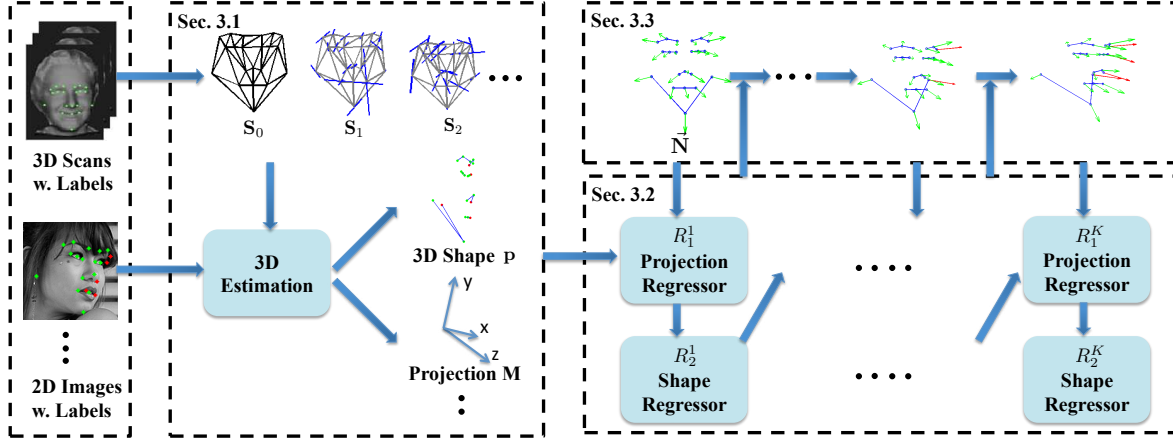 Sec. 3.1
S₀
S₁
S₂
3D Scans
w. Labels
2D Images
w. Labels
3D
Estimation
3D Shape p
y
x
z
Projection M
Sec. 3.3
N⃗
Sec. 3.2
R₁¹
Projection
Regressor
R₂¹
Shape
Regressor
R₁ᴷ
Projection
Regressor
R₂ᴷ
Shape
Regressor